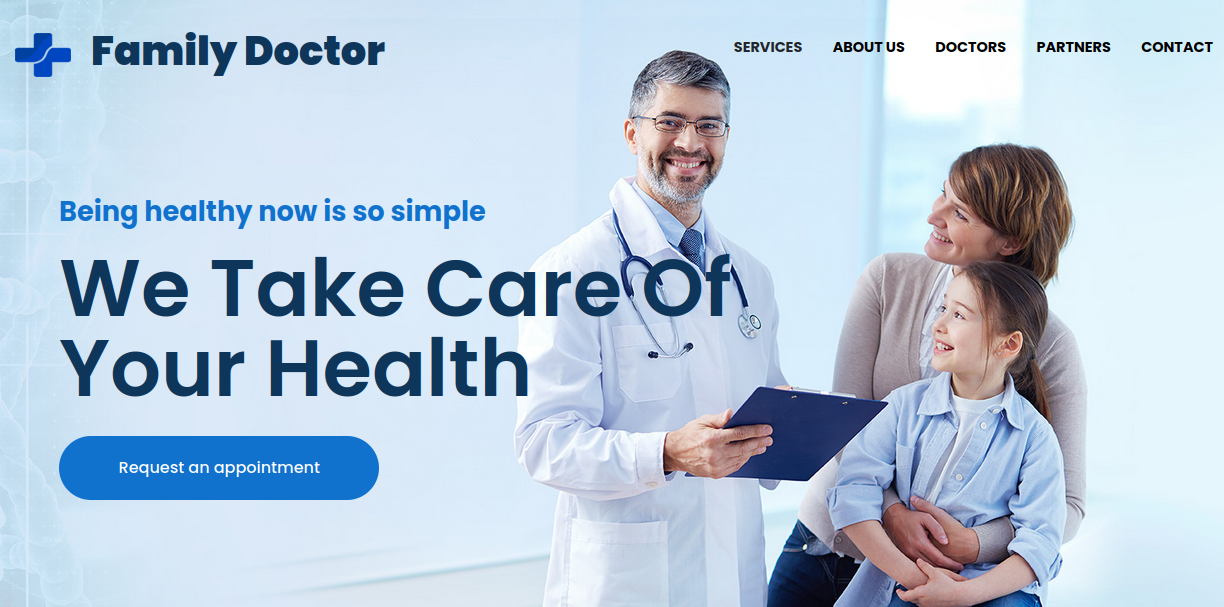 Family Doctor
SERVICES ABOUT US DOCTORS PARTNERS CONTACT
Being healthy now is so simple
We Take Care Of
Your Health
Request an appointment